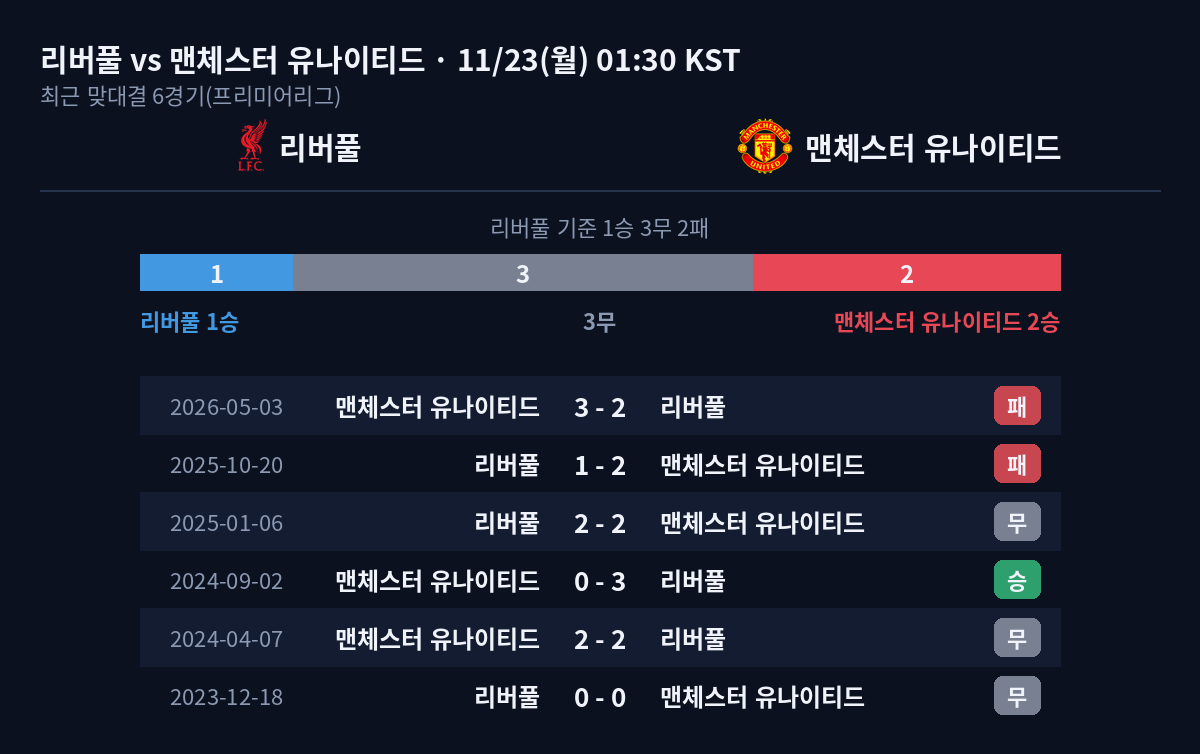 리버풀 vs 맨체스터 유나이티드 · 11/23(월) 01:30 KST
최근 맞대결 6경기(프리미어리그)
L.F.C. 리버풀
MANCHESTER UNITED 맨체스터 유나이티드
리버풀 기준 1승 3무 2패
1 3 2
리버풀 1승 3무 맨체스터 유나이티드 2승
2026-05-03 맨체스터 유나이티드 3 - 2 리버풀 패
2025-10-20 리버풀 1 - 2 맨체스터 유나이티드 패
2025-01-06 리버풀 2 - 2 맨체스터 유나이티드 무
2024-09-02 맨체스터 유나이티드 0 - 3 리버풀 승
2024-04-07 맨체스터 유나이티드 2 - 2 리버풀 무
2023-12-18 리버풀 0 - 0 맨체스터 유나이티드 무